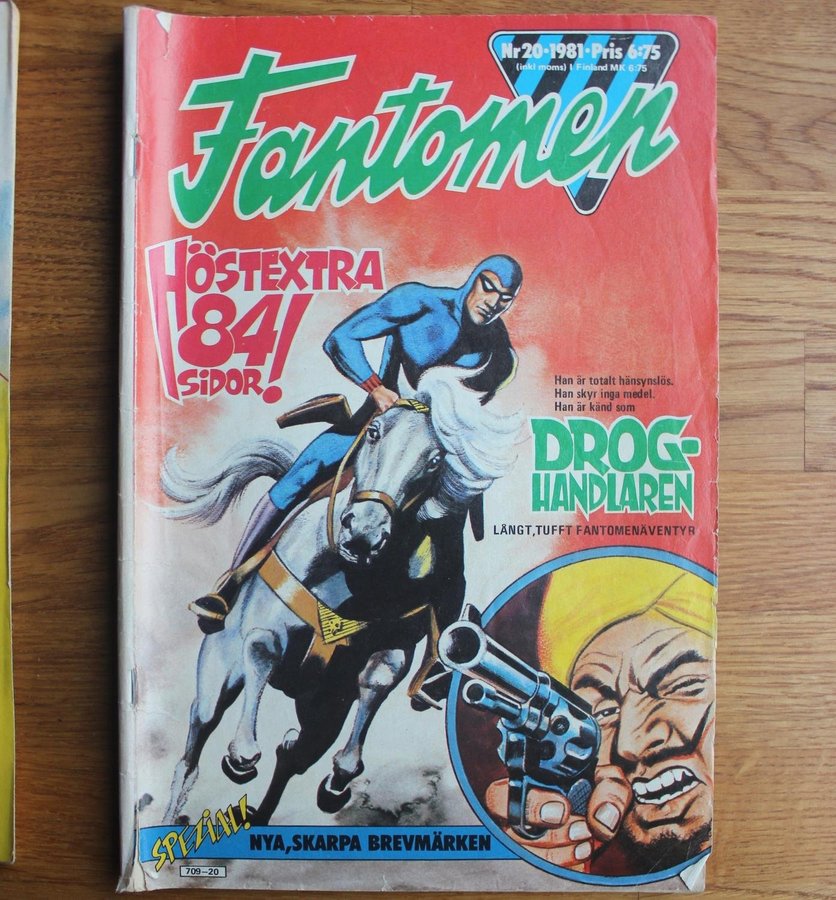 Nr 20·1981·Pris 6:75
(inkl moms) I Finland MK 6:75
Fantomen
HÖSTEXTRA
84
SiDOR!
Han är totalt hänsynslös.
Han skyr inga medel.
Han är känd som
DROG-
HANDLAREN
LÅNGT,TUFFT FANTOMENÄVENTYR
SPEZIAL!
NYA,SKARPA BREVMÄRKEN
709—20